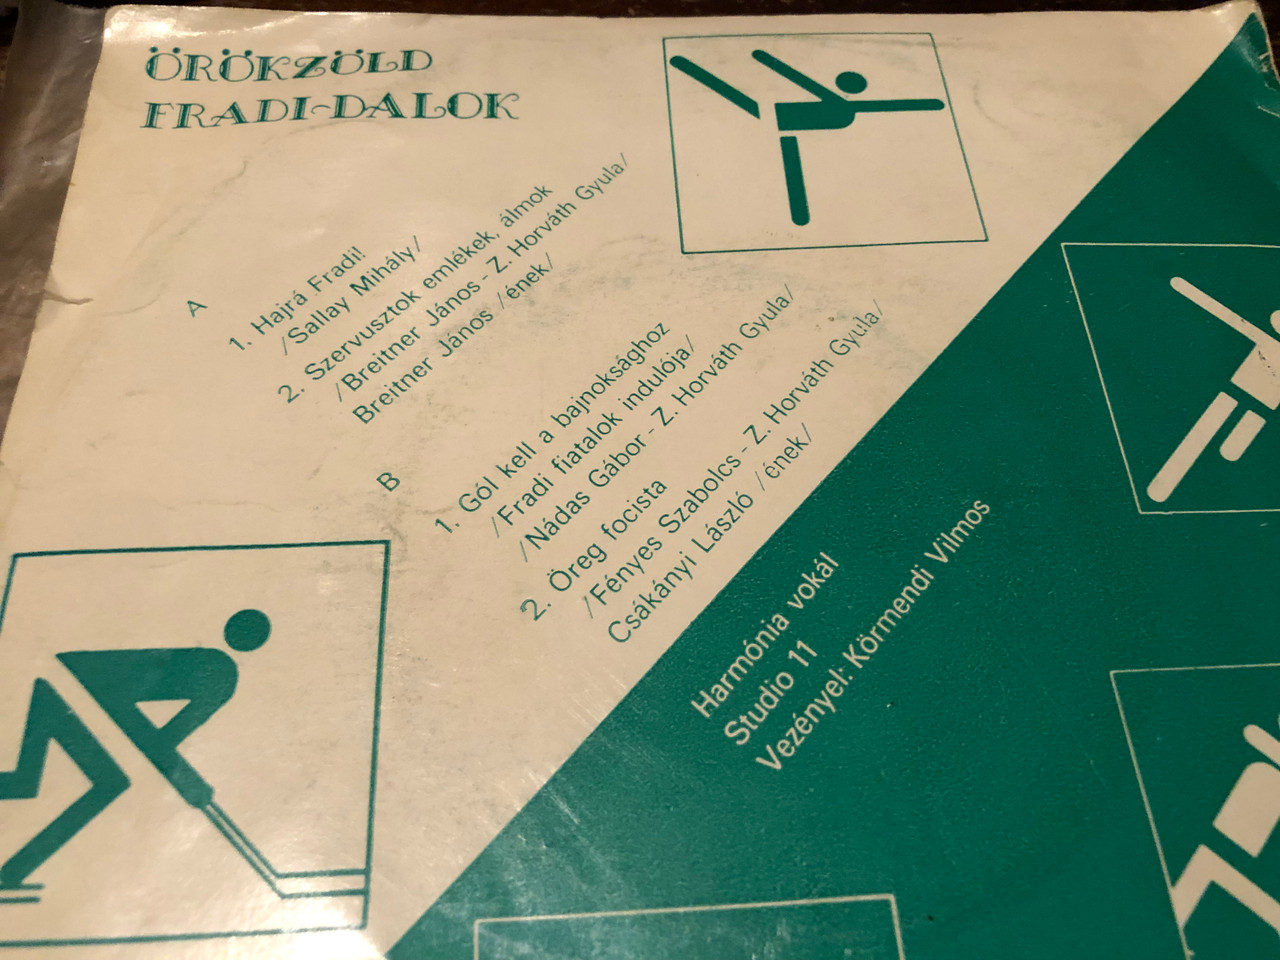 ÖRÖKZÖLD
FRADI-DALOK
A
1. Hajrá Fradi!
/Sallay Mihály/
2. Szervusztok emlékek, álmok
/Breitner János - Z. Horváth Gyula/
Breitner János /ének/
B
1. Gól kell a bajnoksághoz
/Fradi fiatalok indulója/
/Nádas Gábor - Z. Horváth Gyula/
2. Öreg focista
/Fényes Szabolcs - Z. Horváth Gyula/
Csákányi László /ének/
Harmónia vokál
Studio 11
Vezényel: Körmendi Vilmos